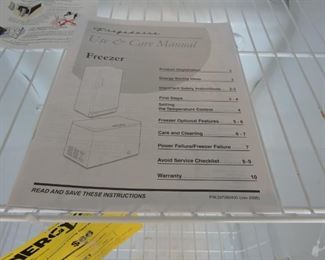 Frigidaire
Use & Care Manual
Freezer
Product Registration 2
Energy Saving Ideas 2
Important Safety Instructions 2-3
First Steps 3 - 4
Setting
the Temperature Control 4
Freezer Optional Features 5 - 6
Care and Cleaning 6 - 7
Power Failure/Freezer Failure 7
Avoid Service Checklist 8-9
Warranty 10
READ AND SAVE THESE INSTRUCTIONS